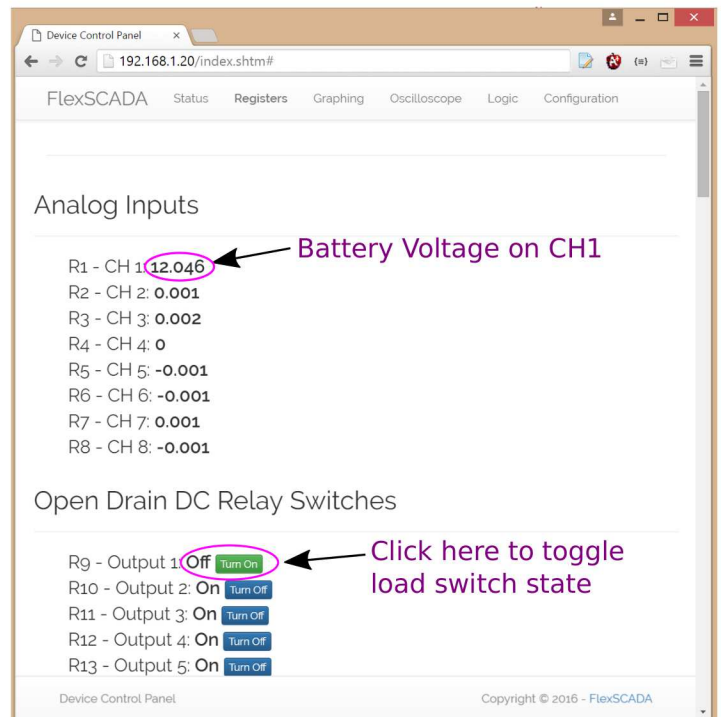 Device Control Panel
192.168.1.20/index.shtm#
FlexSCADA Status Registers Graphing Oscilloscope Logic Configuration
Analog Inputs
Battery Voltage on CH1
R1 - CH 1: 12.046
R2 - CH 2: 0.001
R3 - CH 3: 0.002
R4 - CH 4: 0
R5 - CH 5: -0.001
R6 - CH 6: -0.001
R7 - CH 7: 0.001
R8 - CH 8: -0.001
Open Drain DC Relay Switches
R9 - Output 1: Off Turn On
Click here to toggle
load switch state
R10 - Output 2: On Turn Off
R11 - Output 3: On Turn Off
R12 - Output 4: On Turn Off
R13 - Output 5: On Turn Off
Device Control Panel
Copyright © 2016 - FlexSCADA